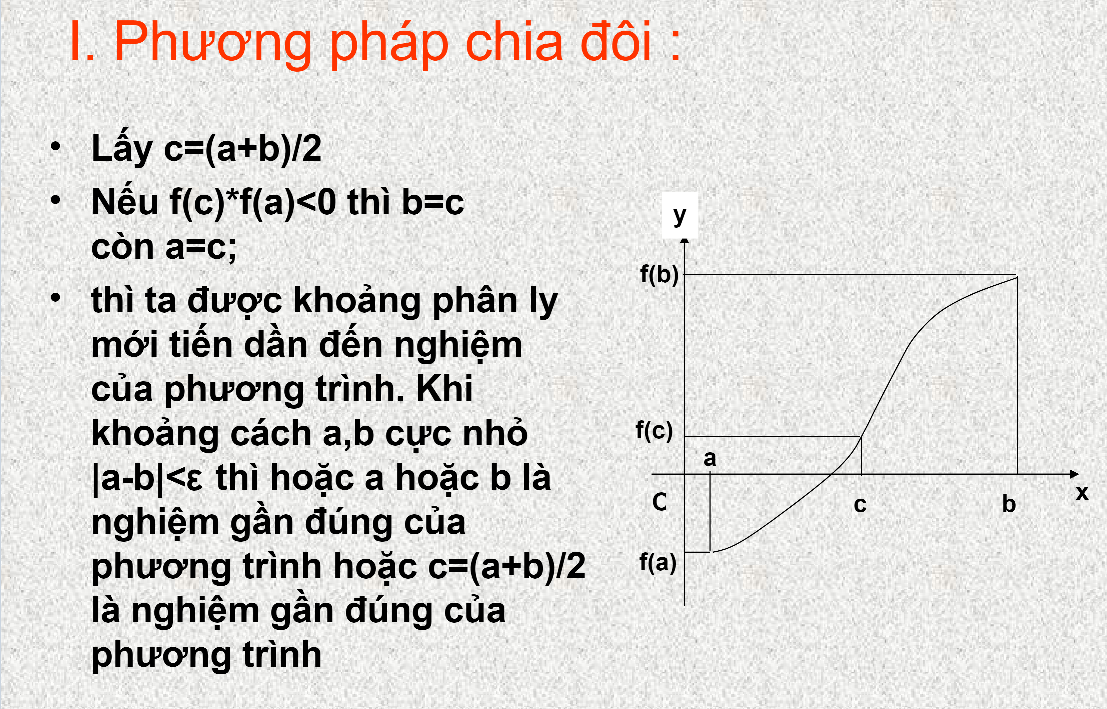 I. Phương pháp chia đôi :
• Lấy c=(a+b)/2
• Nếu f(c)*f(a)<0 thì b=c
còn a=c;
• thì ta được khoảng phân ly
mới tiến dần đến nghiệm
của phương trình. Khi
khoảng cách a,b cực nhỏ
|a-b|<ε thì hoặc a hoặc b là
nghiệm gần đúng của
phương trình hoặc c=(a+b)/2
là nghiệm gần đúng của
phương trình
y
f(b)
f(c)
a
C
c
b
x
f(a)